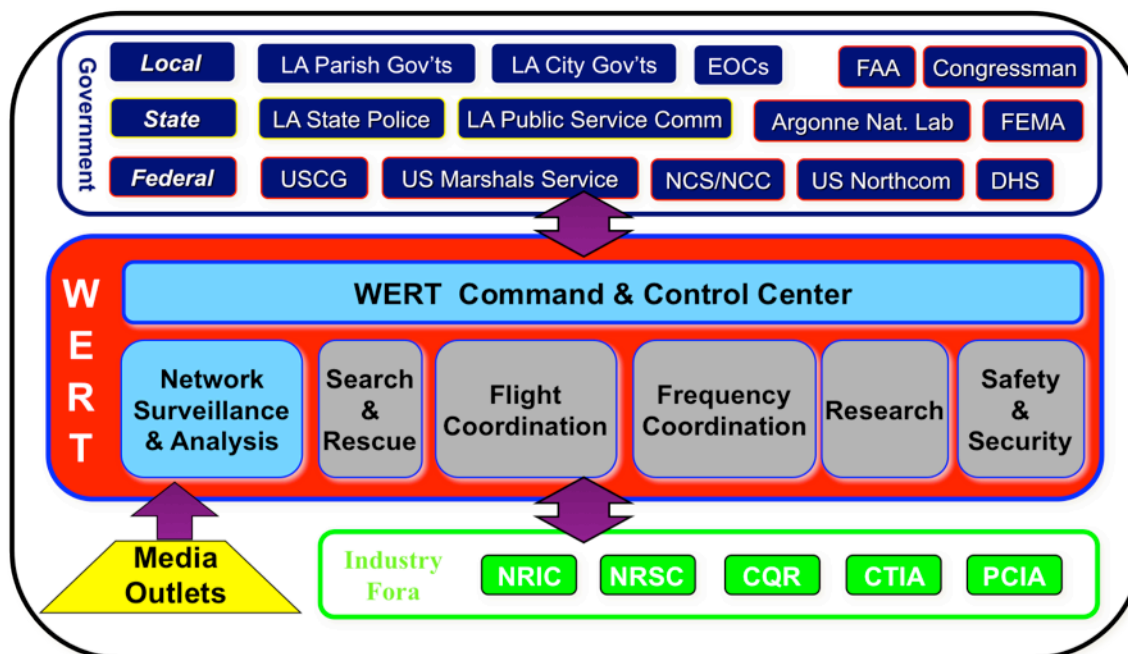 Government
Local
LA Parish Gov'ts
LA City Gov'ts
EOCs
FAA
Congressman
State
LA State Police
LA Public Service Comm
Argonne Nat. Lab
FEMA
Federal
USCG
US Marshals Service
NCS/NCC
US Northcom
DHS
WERT
WERT Command & Control Center
Network
Surveillance
& Analysis
Search
&
Rescue
Flight
Coordination
Frequency
Coordination
Research
Safety
&
Security
Media
Outlets
Industry
Fora
NRIC
NRSC
CQR
CTIA
PCIA